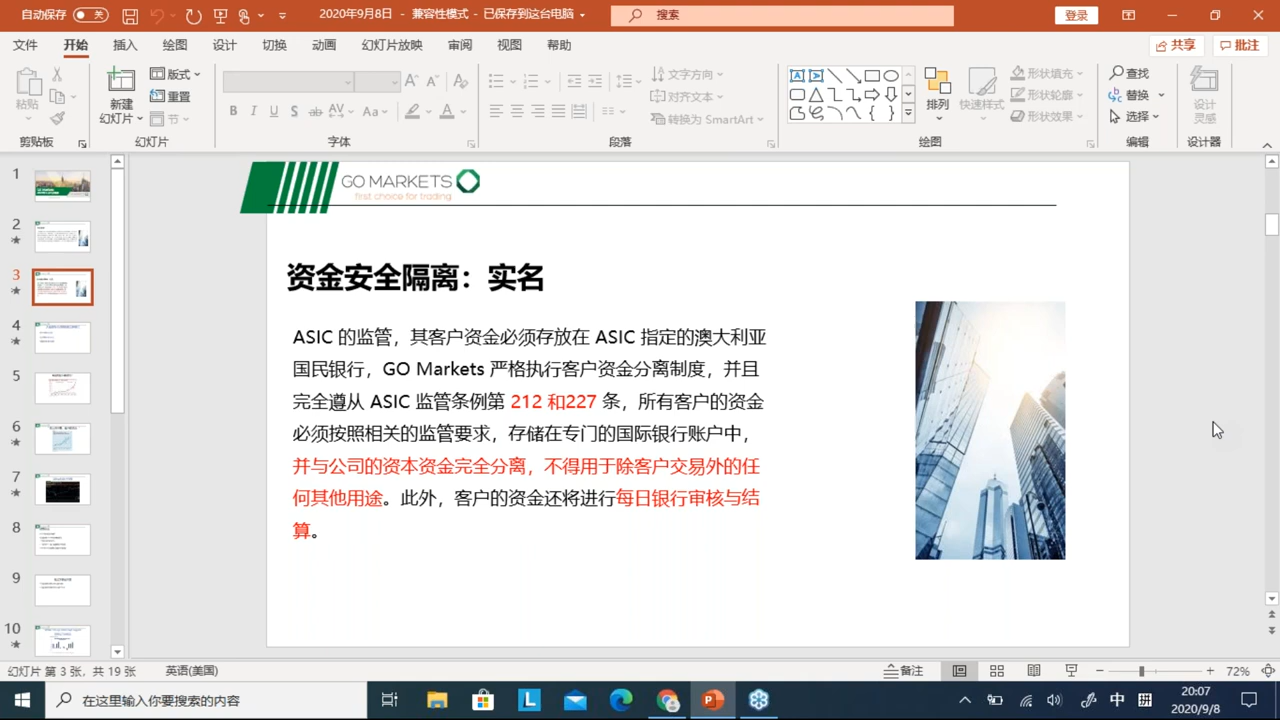 自动保存 关 2020年9月8日 - 兼容性模式 - 已保存到这台电脑 搜索 登录
文件 开始 插入 绘图 设计 切换 动画 幻灯片放映 审阅 视图 帮助 共享 批注
粘贴 新建 幻灯片 版式 重置 节 文字方向 对齐文本 转换为 SmartArt 排列 快速样式 形状填充 形状轮廓 形状效果 查找 替换 选择 设计 灵感
剪贴板 幻灯片 字体 段落 绘图 编辑 设计器
GO MARKETS
first choice for trading
资金安全隔离：实名
ASIC 的监管，其客户资金必须存放在 ASIC 指定的澳大利亚
国民银行，GO Markets 严格执行客户资金分离制度，并且
完全遵从 ASIC 监管条例第 212 和227 条，所有客户的资金
必须按照相关的监管要求，存储在专门的国际银行账户中，
并与公司的资本资金完全分离，不得用于除客户交易外的任
何其他用途。此外，客户的资金还将进行每日银行审核与结
算。
1
2
3
4
5
6
7
8
9
10
幻灯片 第 3 张，共 19 张 英语(美国) 备注 72%
在这里输入你要搜索的内容 中 拼 20:07
2020/9/8